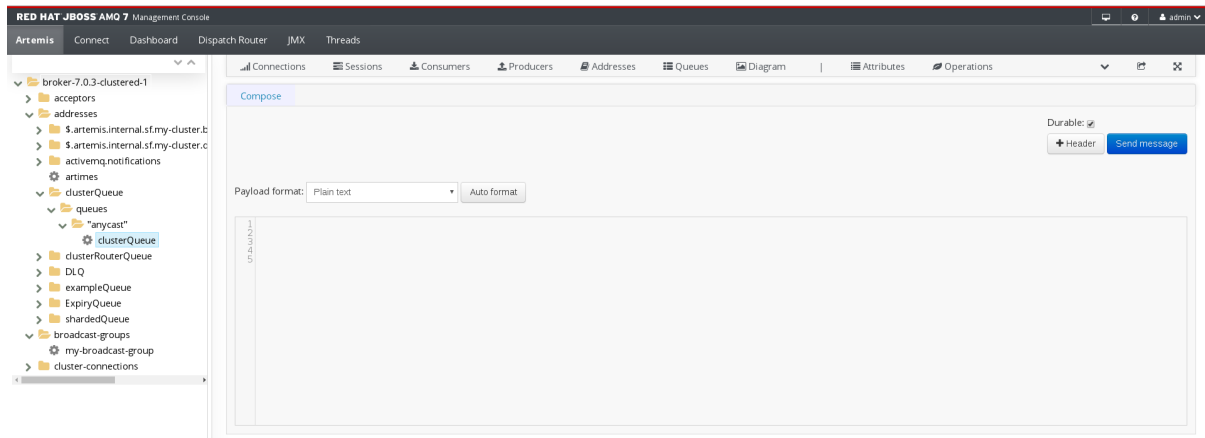 RED HAT JBOSS AMQ 7 Management Console
admin
Artemis Connect Dashboard Dispatch Router JMX Threads
Connections Sessions Consumers Producers Addresses Queues Diagram | Attributes Operations
broker-7.0.3-clustered-1
acceptors
addresses
$.artemis.internal.sf.my-cluster.b
$.artemis.internal.sf.my-cluster.c
activemq.notifications
artimes
clusterQueue
queues
"anycast"
clusterQueue
clusterRouterQueue
DLQ
exampleQueue
ExpiryQueue
shardedQueue
broadcast-groups
my-broadcast-group
cluster-connections
Compose
Durable:
Header Send message
Payload format: Plain text Auto format
1
2
3
4
5